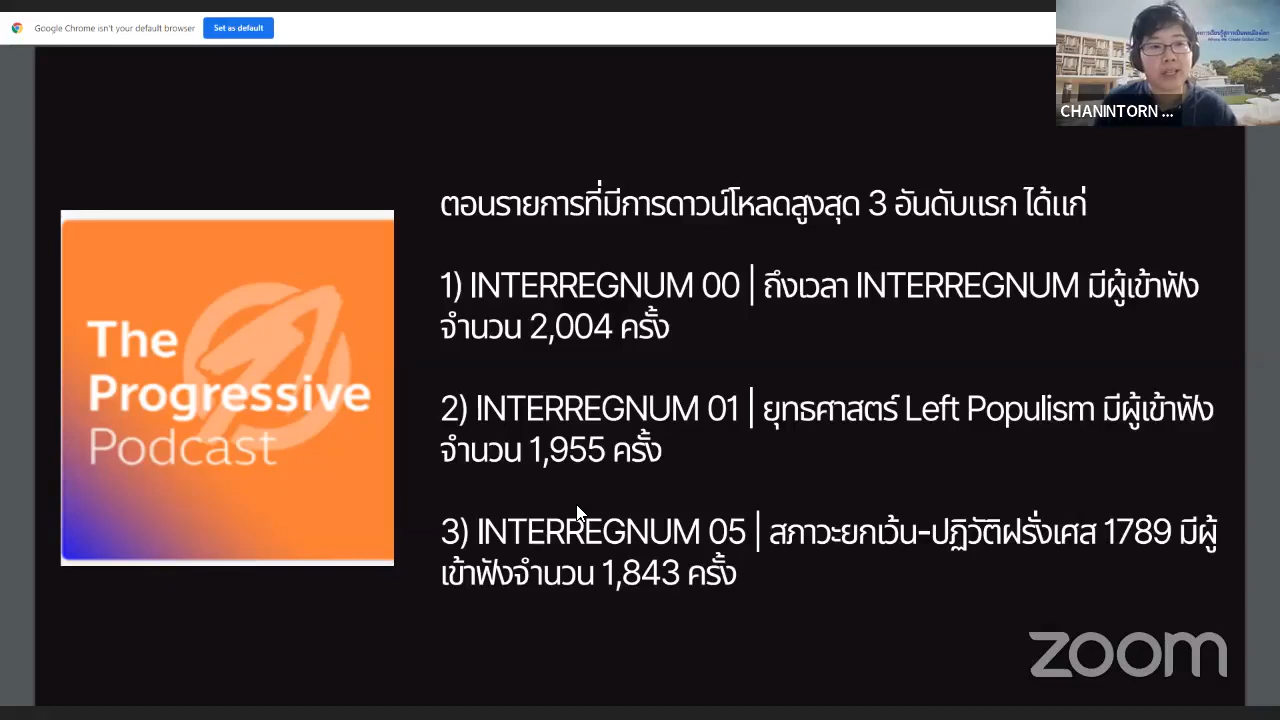 Google Chrome isn't your default browser
Set as default
Where We Create Global Citizen
CHANINTORN ...
ตอนรายการที่มีการดาวน์โหลดสูงสุด 3 อันดับแรก ได้แก่
1) INTERREGNUM 00 | ถึงเวลา INTERREGNUM มีผู้เข้าฟัง
จำนวน 2,004 ครั้ง
The
Progressive
Podcast
2) INTERREGNUM 01 | ยุทธศาสตร์ Left Populism มีผู้เข้าฟัง
จำนวน 1,955 ครั้ง
3) INTERREGNUM 05 | สภาวะยกเว้น-ปฏิวัติฝรั่งเศส 1789 มีผู้
เข้าฟังจำนวน 1,843 ครั้ง
zoom